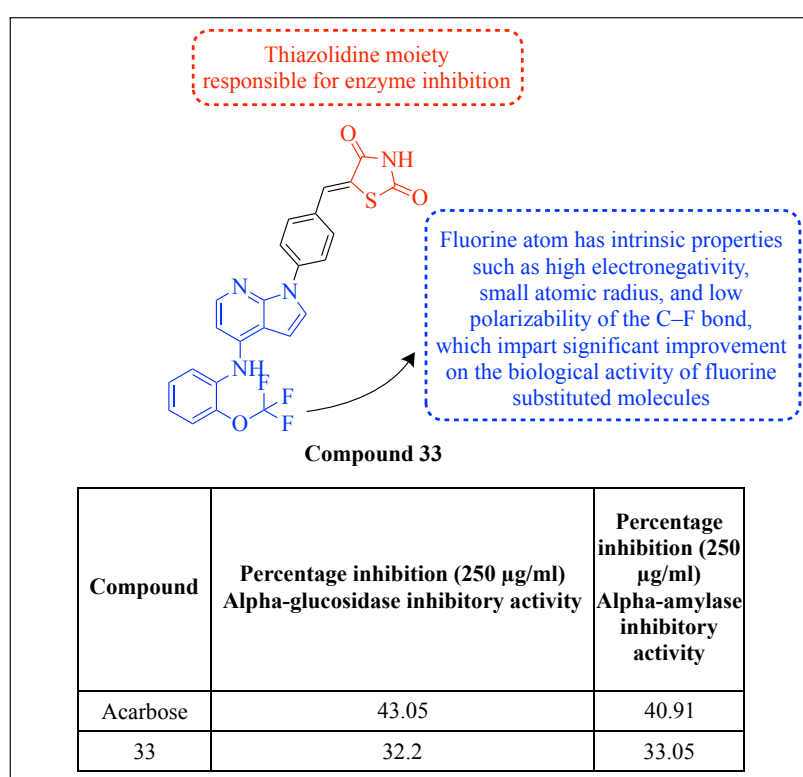 Thiazolidine moiety
responsible for enzyme inhibition
O
NH
S
O
Fluorine atom has intrinsic properties
such as high electronegativity,
small atomic radius, and low
polarizability of the C–F bond,
which impart significant improvement
on the biological activity of fluorine
substituted molecules
N
N
NH
F
F
O
F
Compound 33
Compound
Percentage inhibition (250 µg/ml)
Alpha-glucosidase inhibitory activity
Percentage
inhibition (250
µg/ml)
Alpha-amylase
inhibitory
activity
Acarbose 43.05 40.91
33 32.2 33.05